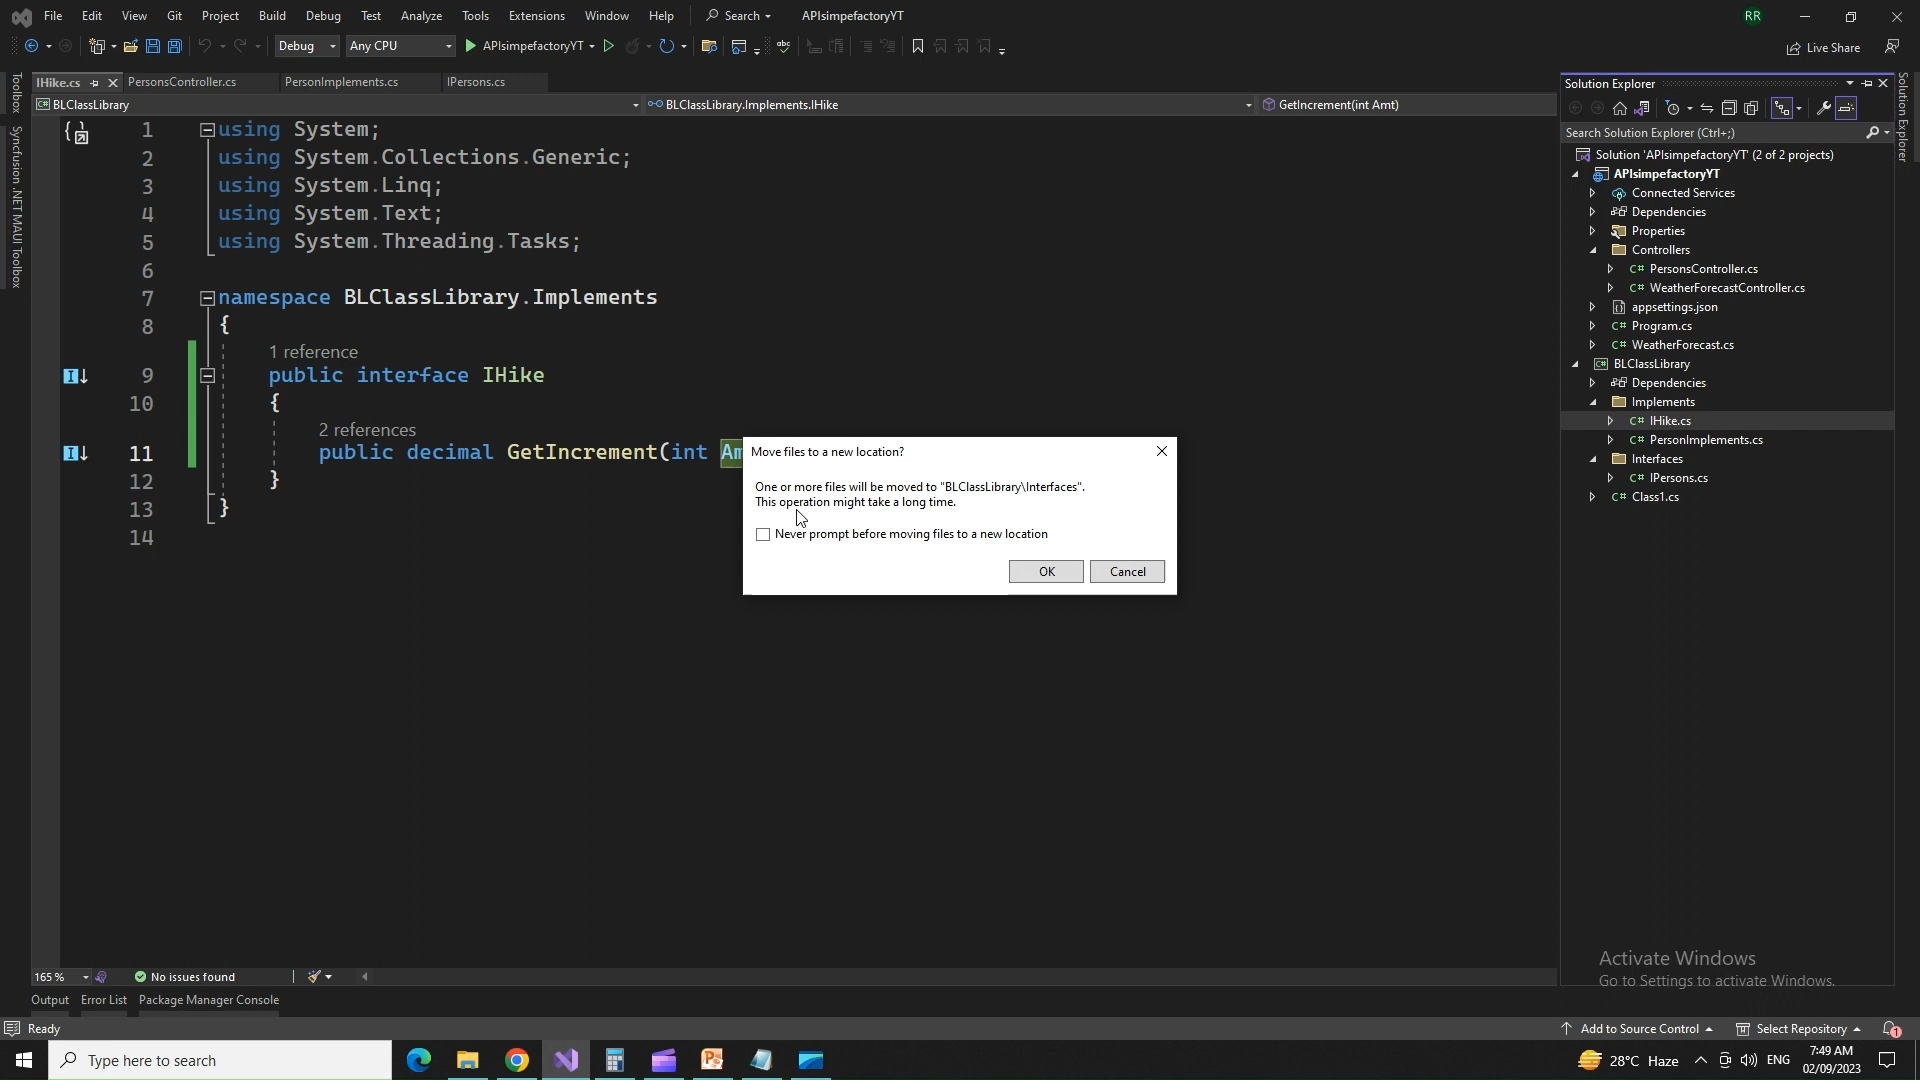 File Edit View Git Project Build Debug Test Analyze Tools Extensions Window Help Search APIsimpefactoryYT RR
Debug Any CPU APIsimpefactoryYT Live Share
IHike.cs PersonsController.cs PersonImplements.cs IPersons.cs
BLClassLibrary BLClassLibrary.Implements.IHike GetIncrement(int Amt)
Toolbox
Syncfusion .NET MAUI Toolbox
1 using System;
2 using System.Collections.Generic;
3 using System.Linq;
4 using System.Text;
5 using System.Threading.Tasks;
6
7 namespace BLClassLibrary.Implements
8 {
1 reference
9 public interface IHike
10 {
2 references
11 public decimal GetIncrement(int Am
12 }
13 }
14
Move files to a new location?
One or more files will be moved to "BLClassLibrary\Interfaces".
This operation might take a long time.
Never prompt before moving files to a new location
OK Cancel
Solution Explorer
Search Solution Explorer (Ctrl+;)
Solution 'APIsimpefactoryYT' (2 of 2 projects)
APIsimpefactoryYT
Connected Services
Dependencies
Properties
Controllers
C# PersonsController.cs
C# WeatherForecastController.cs
appsettings.json
C# Program.cs
C# WeatherForecast.cs
C# BLClassLibrary
Dependencies
Implements
C# IHike.cs
C# PersonImplements.cs
Interfaces
C# IPersons.cs
C# Class1.cs
Solution Explorer
Activate Windows
Go to Settings to activate Windows.
165 % No issues found
Output Error List Package Manager Console
Ready Add to Source Control Select Repository 1
Type here to search 28°C Haze ENG 7:49 AM
02/09/2023